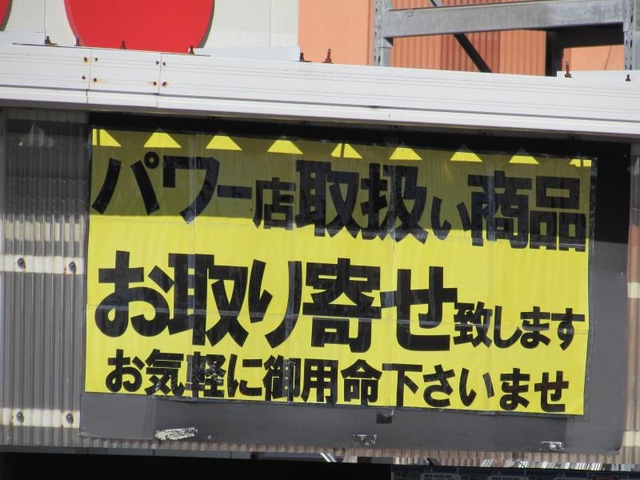 パワー店取扱い商品
お取り寄せ致します
お気軽に御用命下さいませ